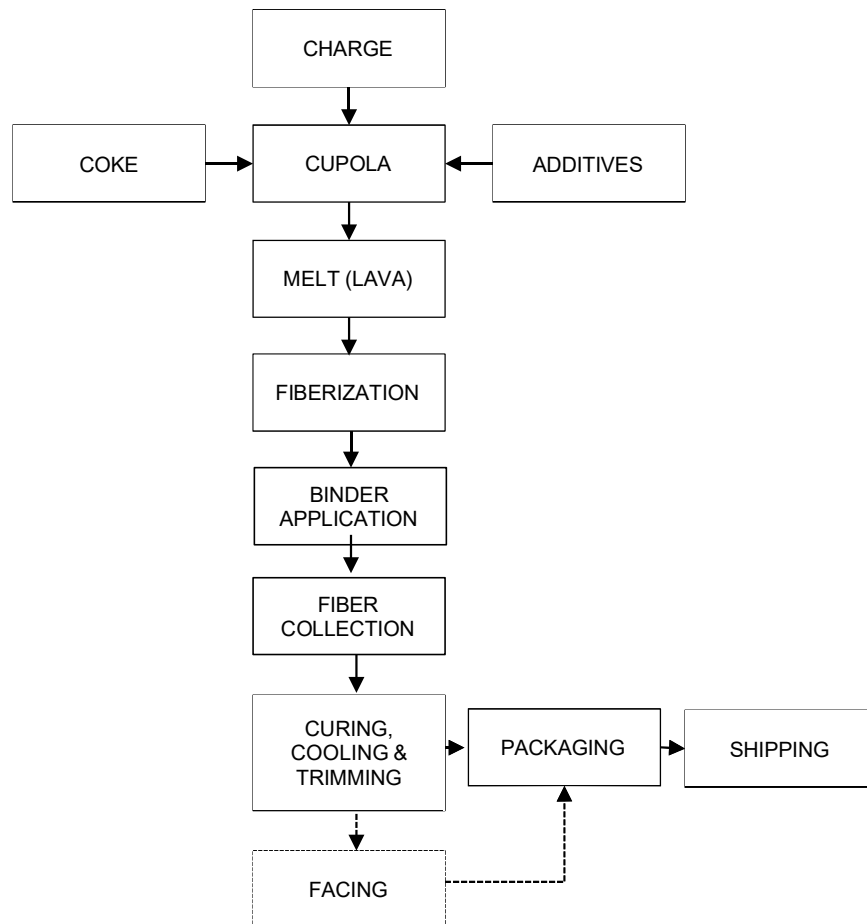 CHARGE
COKE
CUPOLA
ADDITIVES
MELT (LAVA)
FIBERIZATION
BINDER
APPLICATION
FIBER
COLLECTION
CURING,
COOLING &
TRIMMING
PACKAGING
SHIPPING
FACING